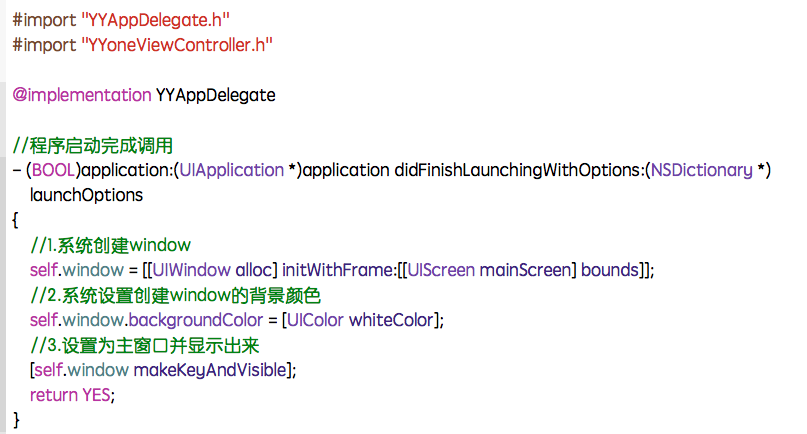 #import "YYAppDelegate.h"
#import "YYoneViewController.h"
@implementation YYAppDelegate
//程序启动完成调用
- (BOOL)application:(UIApplication *)application didFinishLaunchingWithOptions:(NSDictionary *)
launchOptions
{
//1.系统创建window
self.window = [[UIWindow alloc] initWithFrame:[[UIScreen mainScreen] bounds]];
//2.系统设置创建window的背景颜色
self.window.backgroundColor = [UIColor whiteColor];
//3.设置为主窗口并显示出来
[self.window makeKeyAndVisible];
return YES;
}